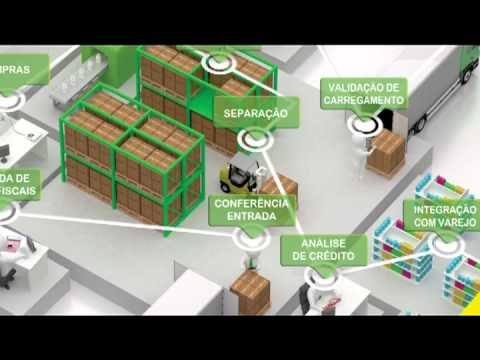 PRAS
SEPARAÇÃO
VALIDAÇÃO DE
CARREGAMENTO
DA DE
FISCAIS
CONFERÊNCIA
ENTRADA
INTEGRAÇÃO
COM VAREJO
ANÁLISE
DE CRÉDITO